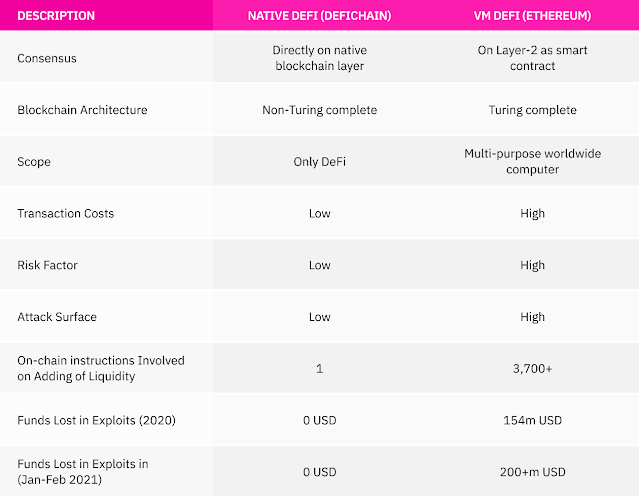 DESCRIPTION NATIVE DEFI (DEFICHAIN) VM DEFI (ETHEREUM)
Consensus
Directly on native
blockchain layer
On Layer-2 as smart
contract
Blockchain Architecture Non-Turing complete Turing complete
Scope Only DeFi
Multi-purpose worldwide
computer
Transaction Costs Low High
Risk Factor Low High
Attack Surface Low High
On-chain instructions Involved
on Adding of Liquidity
1 3,700+
Funds Lost in Exploits (2020) 0 USD 154m USD
Funds Lost in Exploits in
(Jan-Feb 2021)
0 USD 200+m USD